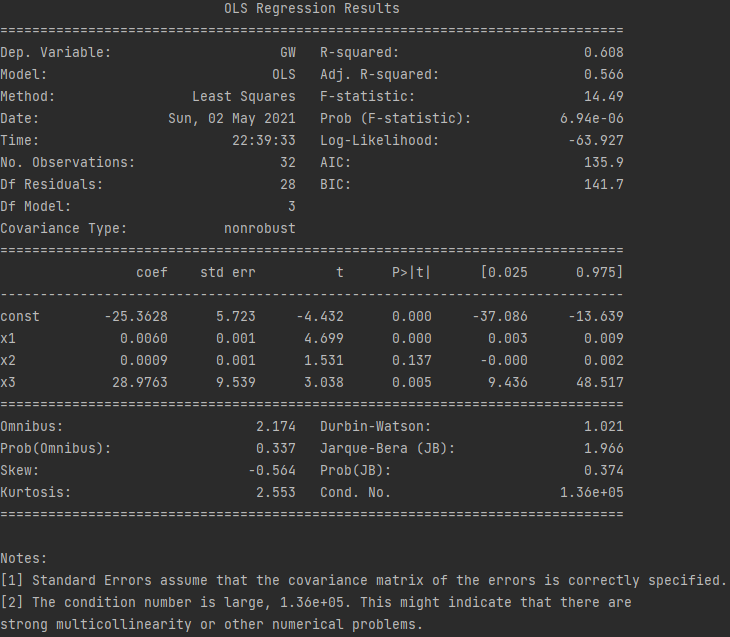 OLS Regression Results
==============================================================================
Dep. Variable:                     GW   R-squared:                       0.608
Model:                            OLS   Adj. R-squared:                  0.566
Method:                 Least Squares   F-statistic:                     14.49
Date:                Sun, 02 May 2021   Prob (F-statistic):           6.94e-06
Time:                        22:39:33   Log-Likelihood:                -63.927
No. Observations:                  32   AIC:                             135.9
Df Residuals:                      28   BIC:                             141.7
Df Model:                           3
Covariance Type:            nonrobust
==============================================================================
                 coef    std err          t      P>|t|      [0.025      0.975]
------------------------------------------------------------------------------
const        -25.3628      5.723     -4.432      0.000     -37.086     -13.639
x1             0.0060      0.001      4.699      0.000       0.003       0.009
x2             0.0009      0.001      1.531      0.137      -0.000       0.002
x3            28.9763      9.539      3.038      0.005       9.436      48.517
==============================================================================
Omnibus:                        2.174   Durbin-Watson:                   1.021
Prob(Omnibus):                  0.337   Jarque-Bera (JB):                1.966
Skew:                          -0.564   Prob(JB):                        0.374
Kurtosis:                       2.553   Cond. No.                     1.36e+05
==============================================================================

Notes:
[1] Standard Errors assume that the covariance matrix of the errors is correctly specified.
[2] The condition number is large, 1.36e+05. This might indicate that there are
strong multicollinearity or other numerical problems.